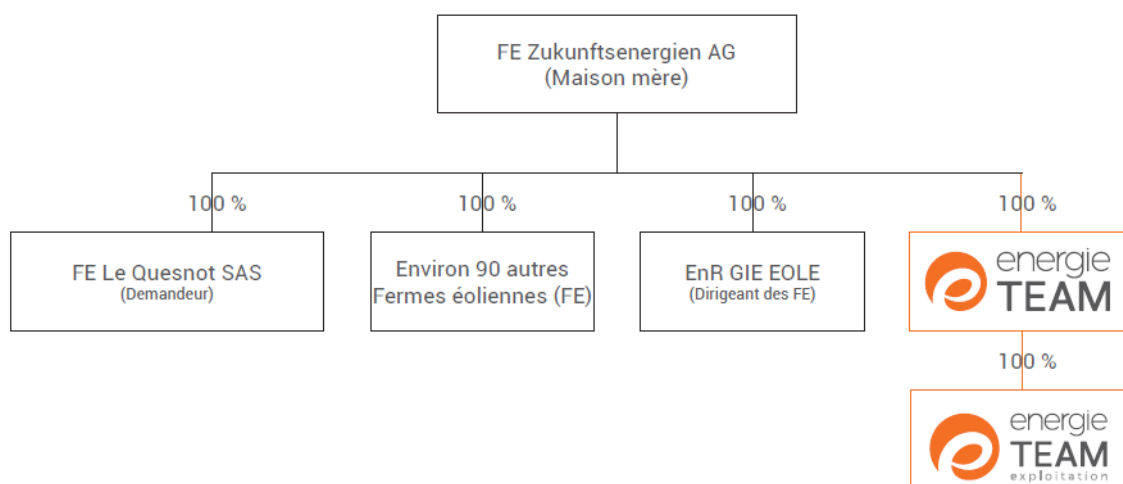 FE Zukunftsenergien AG
(Maison mère)
100 %
100 %
100 %
100 %
FE Le Quesnot SAS
(Demandeur)
Environ 90 autres
Fermes éoliennes (FE)
EnR GIE EOLE
(Dirigeant des FE)
energie
TEAM
100 %
energie
TEAM
exploitation